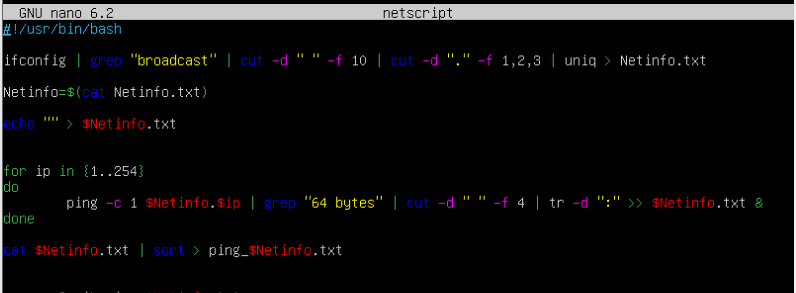 GNU nano 6.2 netscript
#!/usr/bin/bash
ifconfig | grep "broadcast" | cut -d " " -f 10 | cut -d "." -f 1,2,3 | uniq > Netinfo.txt
Netinfo=$(cat Netinfo.txt)
echo "" > $Netinfo.txt
for ip in {1..254}
do
ping -c 1 $Netinfo.$ip | grep "64 bytes" | cut -d " " -f 4 | tr -d ":" >> $Netinfo.txt &
done
cat $Netinfo.txt | sort > ping_$Netinfo.txt